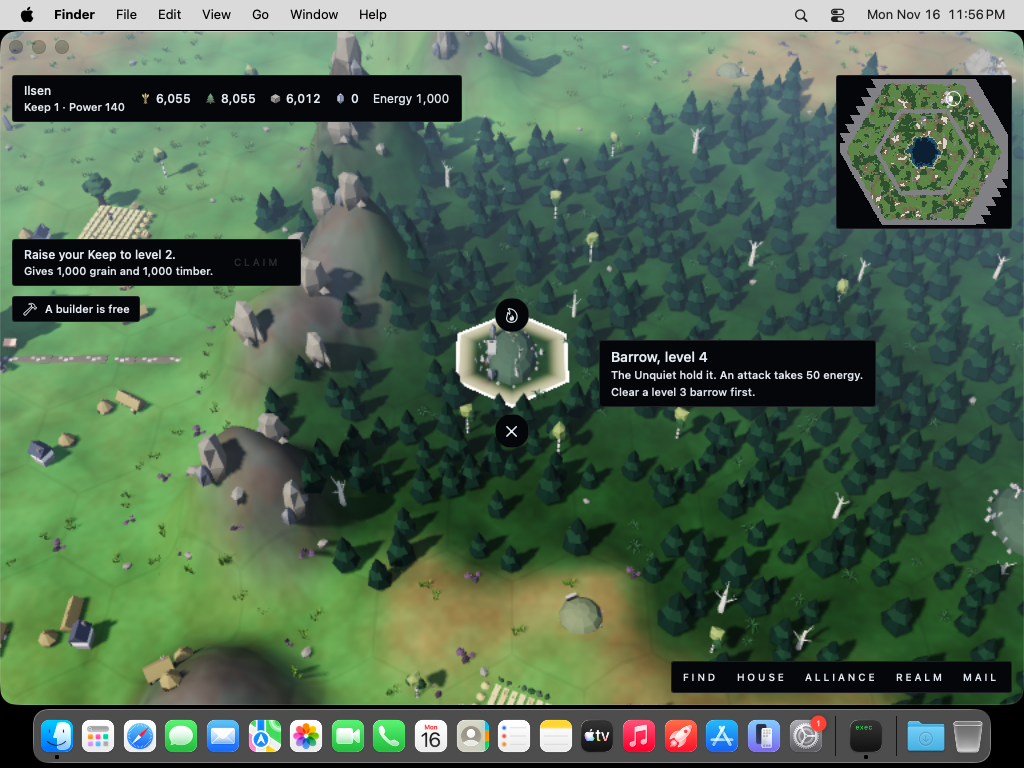 Finder File Edit View Go Window Help Mon Nov 16 11:56 PM
Ilsen
Keep 1 · Power 140
6,055 8,055 6,012 0 Energy 1,000
Raise your Keep to level 2.
Gives 1,000 grain and 1,000 timber.
CLAIM
A builder is free
Barrow, level 4
The Unquiet hold it. An attack takes 50 energy.
Clear a level 3 barrow first.
FIND HOUSE ALLIANCE REALM MAIL
Mon
16
tv
1
exec